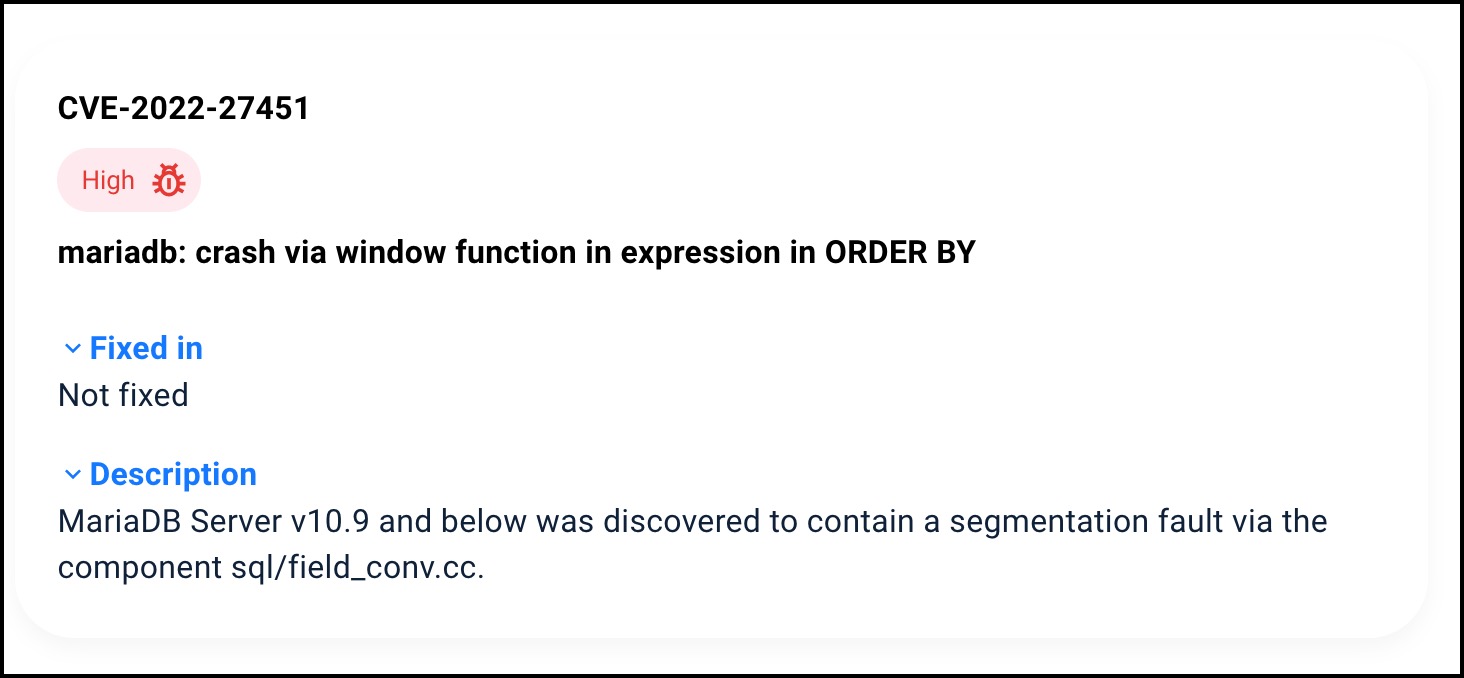 CVE-2022-27451
High
mariadb: crash via window function in expression in ORDER BY
Fixed in
Not fixed
Description
MariaDB Server v10.9 and below was discovered to contain a segmentation fault via the
component sql/field_conv.cc.